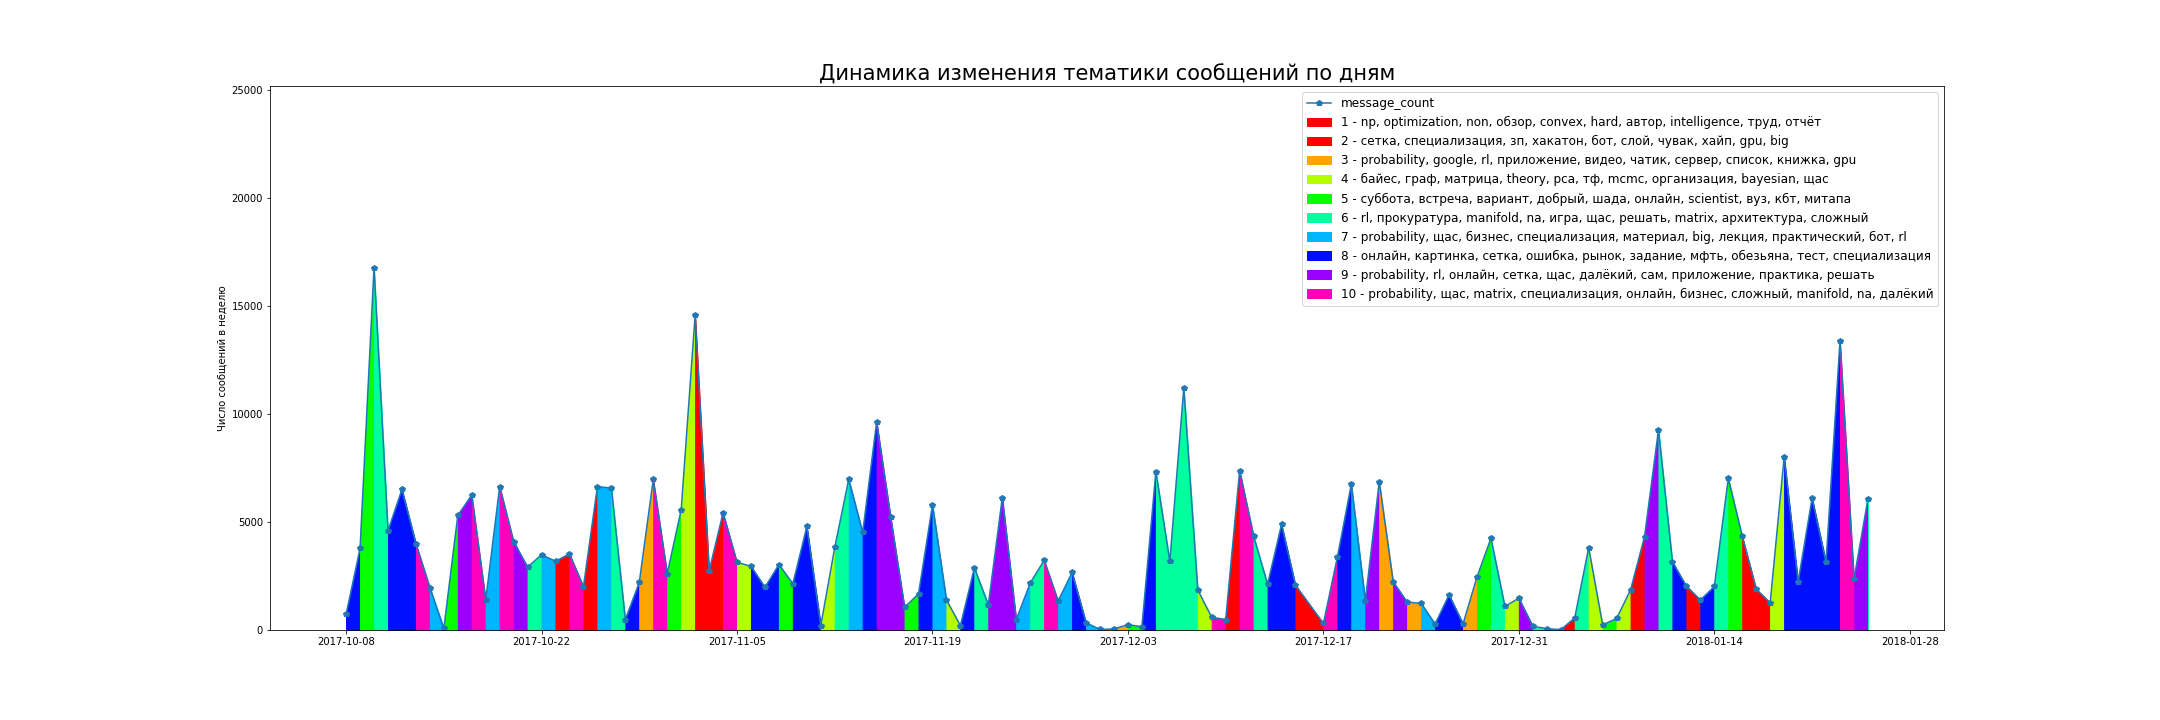 Динамика изменения тематики сообщений по дням
25000
20000
15000
10000
5000
0
Число сообщений в неделю
message_count
1 - np, optimization, non, обзор, convex, hard, автор, intelligence, труд, отчёт
2 - сетка, специализация, зп, хакатон, бот, слой, чувак, хайп, gpu, big
3 - probability, google, rl, приложение, видео, чатик, сервер, список, книжка, gpu
4 - байес, граф, матрица, theory, pca, тф, mcmc, организация, bayesian, щас
5 - суббота, встреча, вариант, добрый, шада, онлайн, scientist, вуз, кбт, митапа
6 - rl, прокуратура, manifold, na, игра, щас, решать, matrix, архитектура, сложный
7 - probability, щас, бизнес, специализация, материал, big, лекция, практический, бот, rl
8 - онлайн, картинка, сетка, ошибка, рынок, задание, мфть, обезьяна, тест, специализация
9 - probability, rl, онлайн, сетка, щас, далёкий, сам, приложение, практика, решать
10 - probability, щас, matrix, специализация, онлайн, бизнес, сложный, manifold, na, далёкий
2017-10-08
2017-10-22
2017-11-05
2017-11-19
2017-12-03
2017-12-17
2017-12-31
2018-01-14
2018-01-28